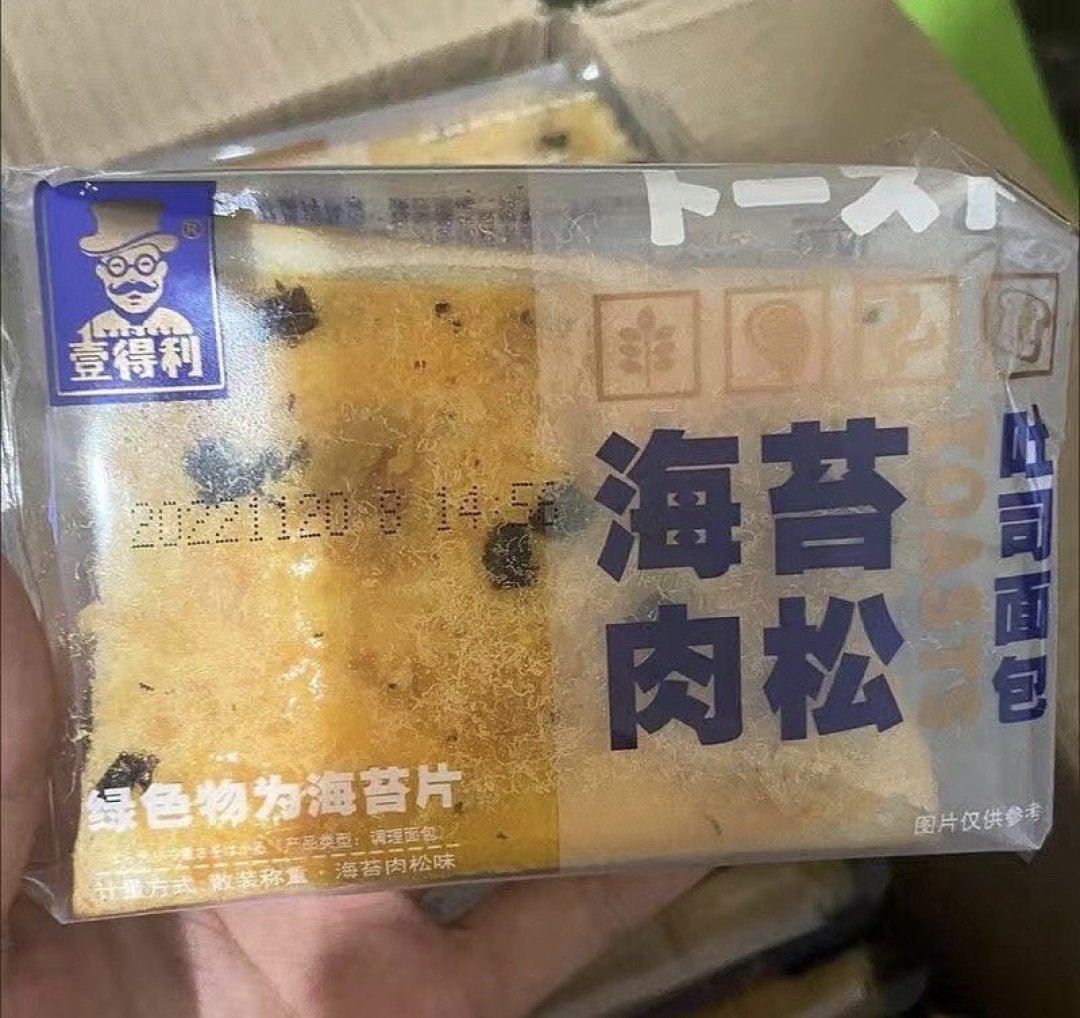 トースト
®
壹得利
海苔
肉松
吐司面包
TOAST
20221120 8 14:56
绿色物为海苔片
产品类型：调理面包）
计量方式 散装称重· 海苔肉松味
图片仅供参考